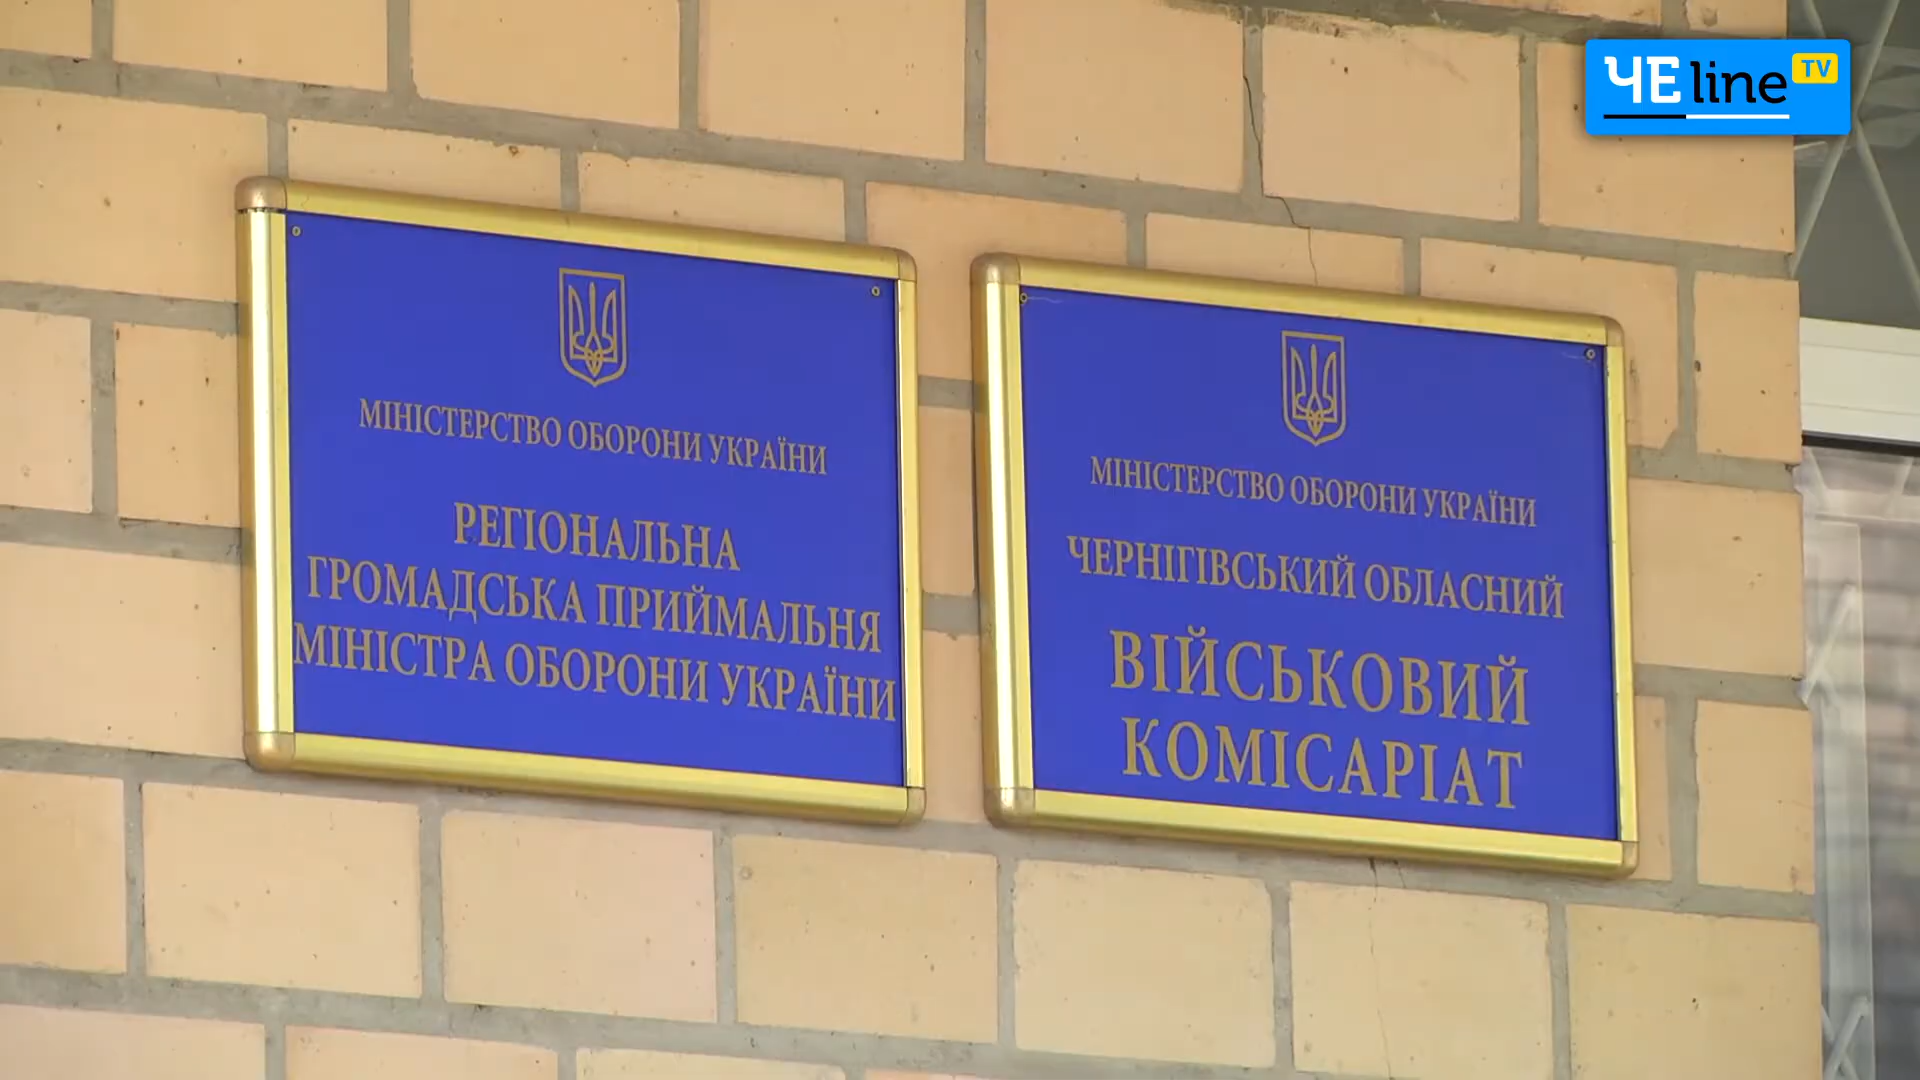 ЧЕline TV
МІНІСТЕРСТВО ОБОРОНИ УКРАЇНИ
РЕГІОНАЛЬНА
ГРОМАДСЬКА ПРИЙМАЛЬНЯ
МІНІСТРА ОБОРОНИ УКРАЇНИ
МІНІСТЕРСТВО ОБОРОНИ УКРАЇНИ
ЧЕРНІГІВСЬКИЙ ОБЛАСНИЙ
ВІЙСЬКОВИЙ
КОМІСАРІАТ